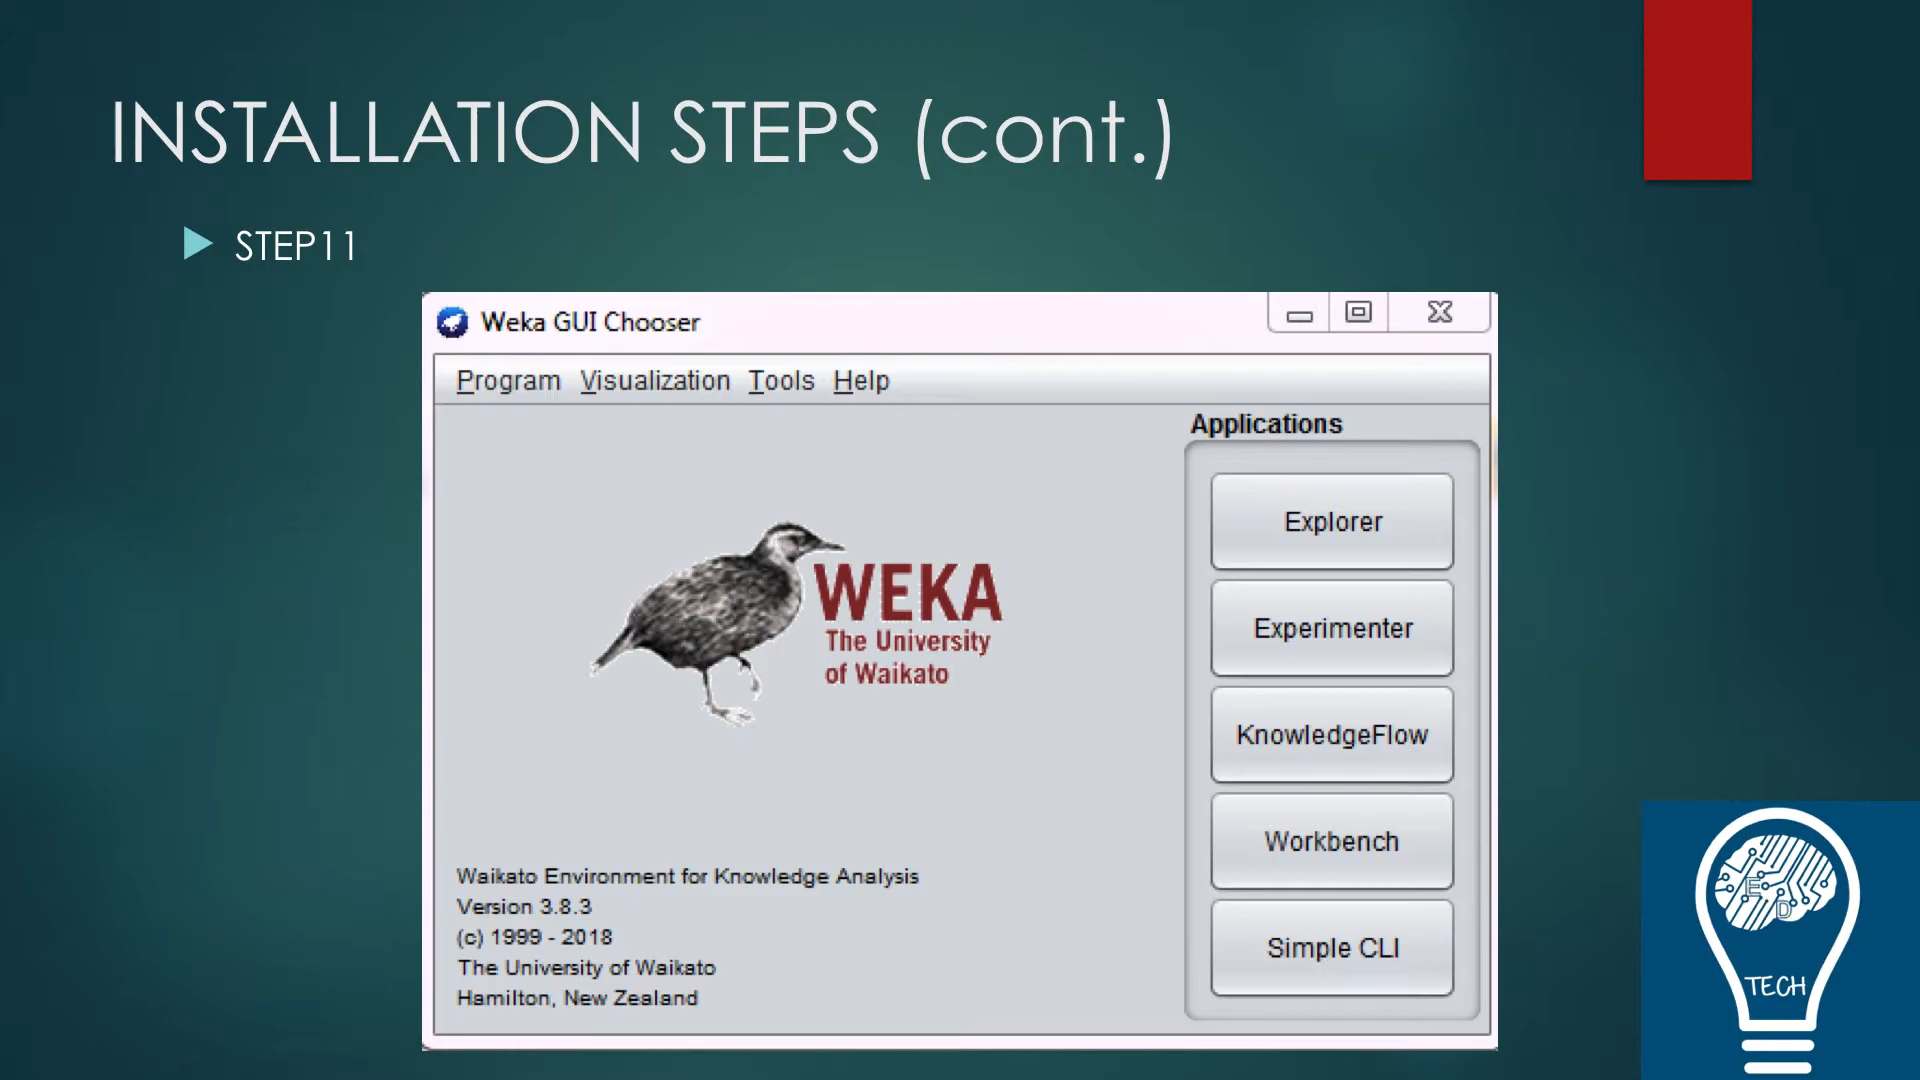 INSTALLATION STEPS (cont.)
STEP11
Weka GUI Chooser
Program Visualization Tools Help
Applications
Explorer
Experimenter
KnowledgeFlow
Workbench
Simple CLI
WEKA
The University
of Waikato
Waikato Environment for Knowledge Analysis
Version 3.8.3
(c) 1999 - 2018
The University of Waikato
Hamilton, New Zealand
E
D
TECH